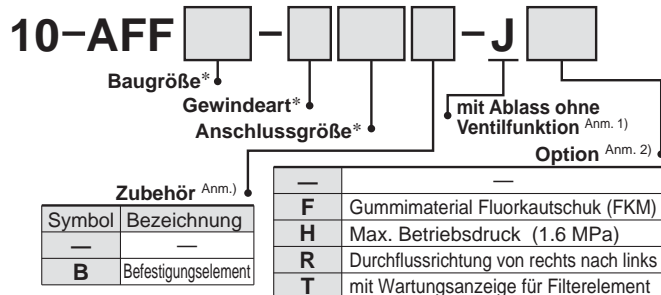 10-AFF – – J
Baugröße*
Gewindeart*
Anschlussgröße*
mit Ablass ohne
Ventilfunktion Anm. 1)
Option Anm. 2)
Zubehör Anm.)
Symbol Bezeichnung
— —
B Befestigungselement
— —
F Gummimaterial Fluorkautschuk (FKM)
H Max. Betriebsdruck (1.6 MPa)
R Durchflussrichtung von rechts nach links
T mit Wartungsanzeige für Filterelement